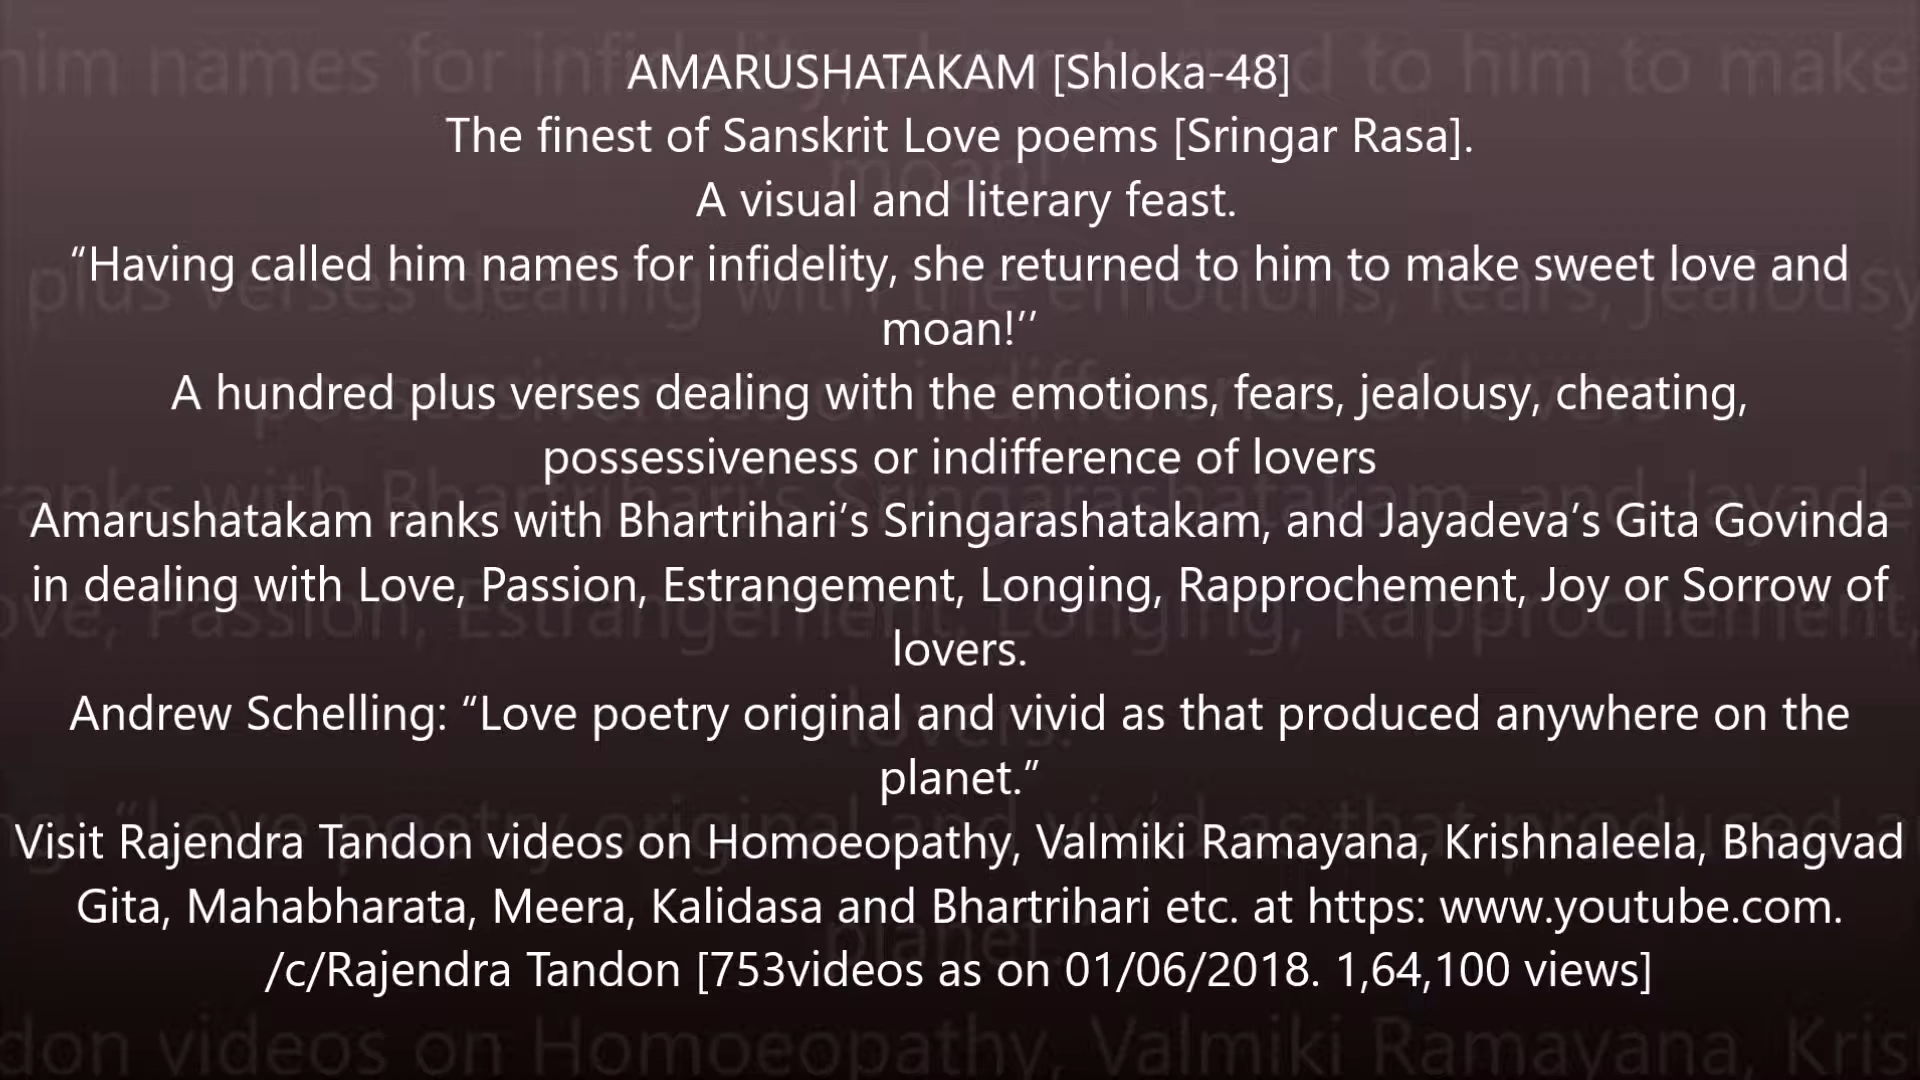 AMARUSHATAKAM [Shloka-48]
The finest of Sanskrit Love poems [Sringar Rasa].
A visual and literary feast.
“Having called him names for infidelity, she returned to him to make sweet love and
moan!’’
A hundred plus verses dealing with the emotions, fears, jealousy, cheating,
possessiveness or indifference of lovers
Amarushatakam ranks with Bhartrihari’s Sringarashatakam, and Jayadeva’s Gita Govinda
in dealing with Love, Passion, Estrangement, Longing, Rapprochement, Joy or Sorrow of
lovers.
Andrew Schelling: “Love poetry original and vivid as that produced anywhere on the
planet.”
Visit Rajendra Tandon videos on Homoeopathy, Valmiki Ramayana, Krishnaleela, Bhagvad
Gita, Mahabharata, Meera, Kalidasa and Bhartrihari etc. at https: www.youtube.com.
/c/Rajendra Tandon [753videos as on 01/06/2018. 1,64,100 views]